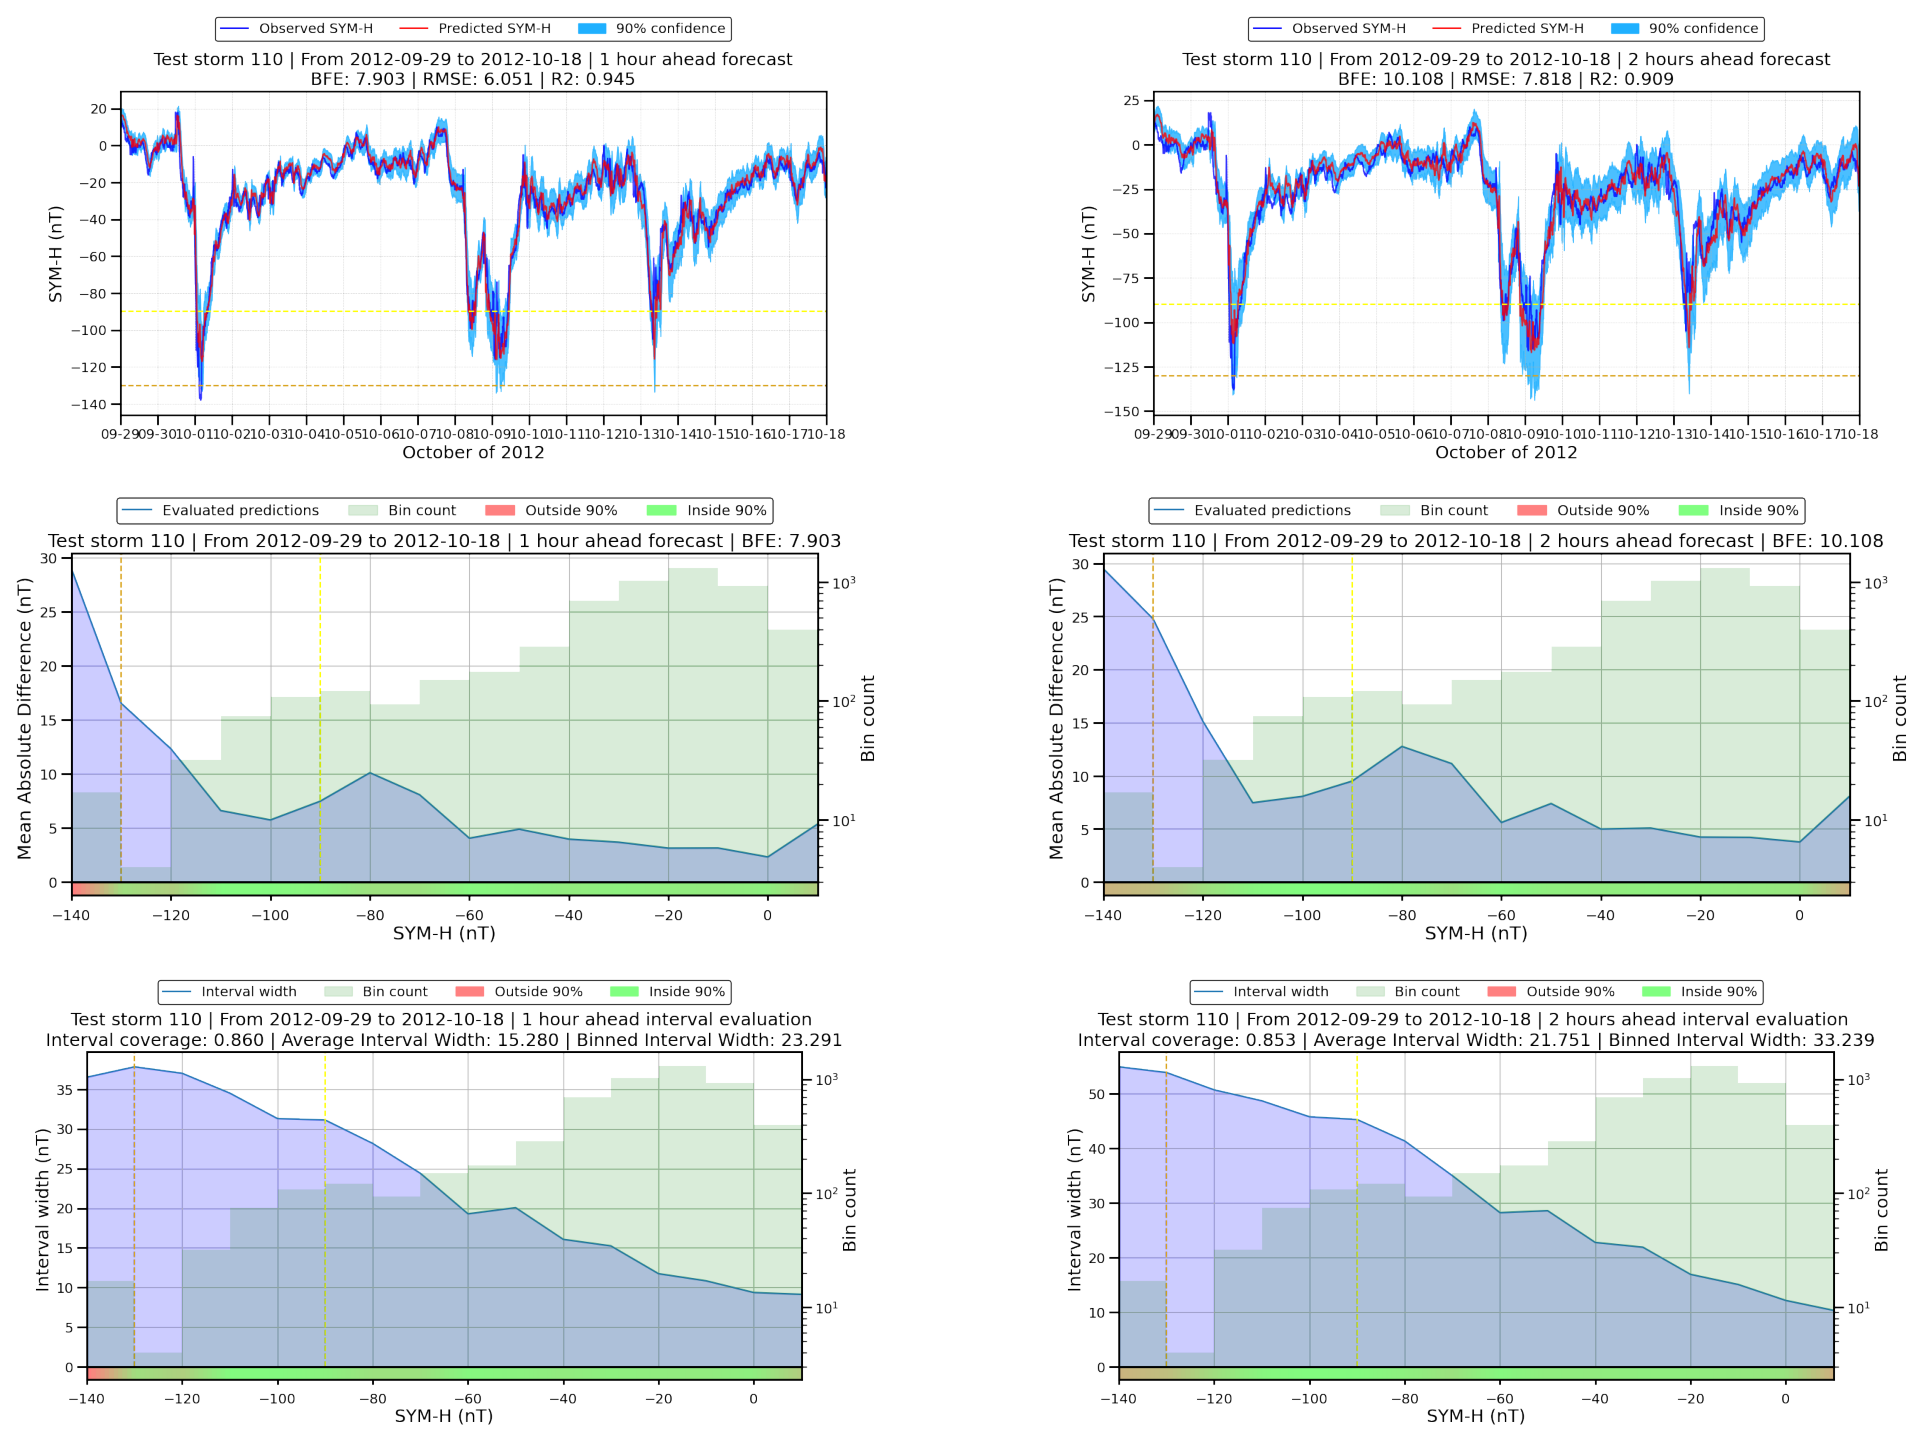 Observed SYM-H Predicted SYM-H 90% confidence
Test storm 110 | From 2012-09-29 to 2012-10-18 | 1 hour ahead forecast
BFE: 7.903 | RMSE: 6.051 | R2: 0.945
20
0
−20
−40
−60
−80
−100
−120
−140
SYM-H (nT)
09-29 09-30 10-01 10-02 10-03 10-04 10-05 10-06 10-07 10-08 10-09 10-10 10-11 10-12 10-13 10-14 10-15 10-16 10-17 10-18
October of 2012
Observed SYM-H Predicted SYM-H 90% confidence
Test storm 110 | From 2012-09-29 to 2012-10-18 | 2 hours ahead forecast
BFE: 10.108 | RMSE: 7.818 | R2: 0.909
25
0
−25
−50
−75
−100
−125
−150
SYM-H (nT)
09-29 09-30 10-01 10-02 10-03 10-04 10-05 10-06 10-07 10-08 10-09 10-10 10-11 10-12 10-13 10-14 10-15 10-16 10-17 10-18
October of 2012
Evaluated predictions Bin count Outside 90% Inside 90%
Test storm 110 | From 2012-09-29 to 2012-10-18 | 1 hour ahead forecast | BFE: 7.903
30
25
20
15
10
5
0
Mean Absolute Difference (nT)
10³
10²
10¹
Bin count
−140 −120 −100 −80 −60 −40 −20 0
SYM-H (nT)
Evaluated predictions Bin count Outside 90% Inside 90%
Test storm 110 | From 2012-09-29 to 2012-10-18 | 2 hours ahead forecast | BFE: 10.108
30
25
20
15
10
5
0
Mean Absolute Difference (nT)
10³
10²
10¹
Bin count
−140 −120 −100 −80 −60 −40 −20 0
SYM-H (nT)
Interval width Bin count Outside 90% Inside 90%
Test storm 110 | From 2012-09-29 to 2012-10-18 | 1 hour ahead interval evaluation
Interval coverage: 0.860 | Average Interval Width: 15.280 | Binned Interval Width: 23.291
35
30
25
20
15
10
5
0
Interval width (nT)
10³
10²
10¹
Bin count
−140 −120 −100 −80 −60 −40 −20 0
SYM-H (nT)
Interval width Bin count Outside 90% Inside 90%
Test storm 110 | From 2012-09-29 to 2012-10-18 | 2 hours ahead interval evaluation
Interval coverage: 0.853 | Average Interval Width: 21.751 | Binned Interval Width: 33.239
50
40
30
20
10
0
Interval width (nT)
10³
10²
10¹
Bin count
−140 −120 −100 −80 −60 −40 −20 0
SYM-H (nT)